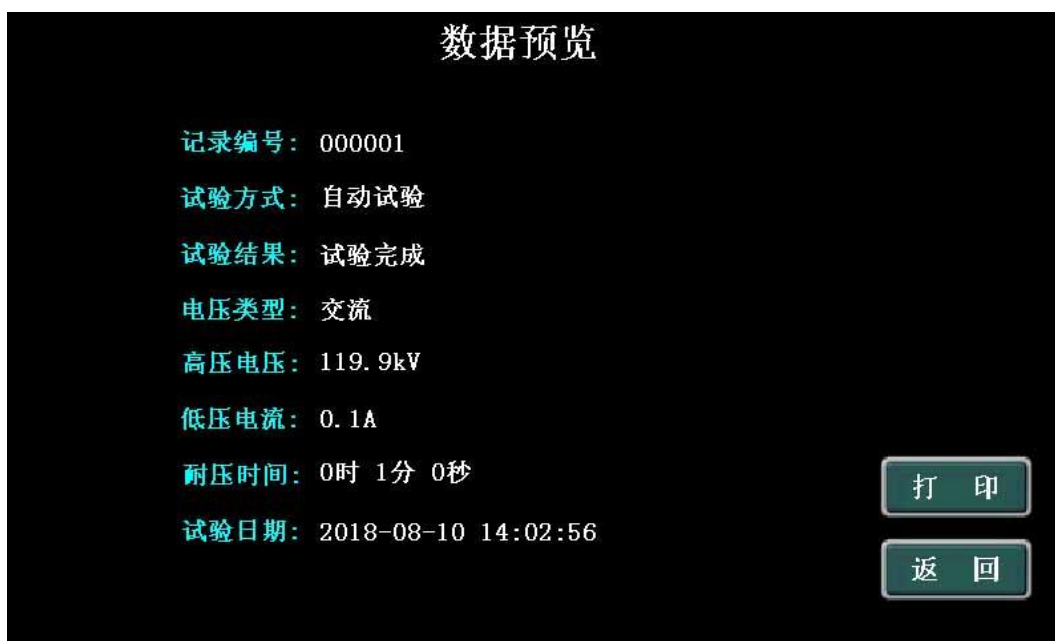 数据预览
记录编号: 000001
试验方式: 自动试验
试验结果: 试验完成
电压类型: 交流
高压电压: 119.9kV
低压电流: 0.1A
耐压时间: 0时 1分 0秒
打 印
试验日期: 2018-08-10 14:02:56
返 回